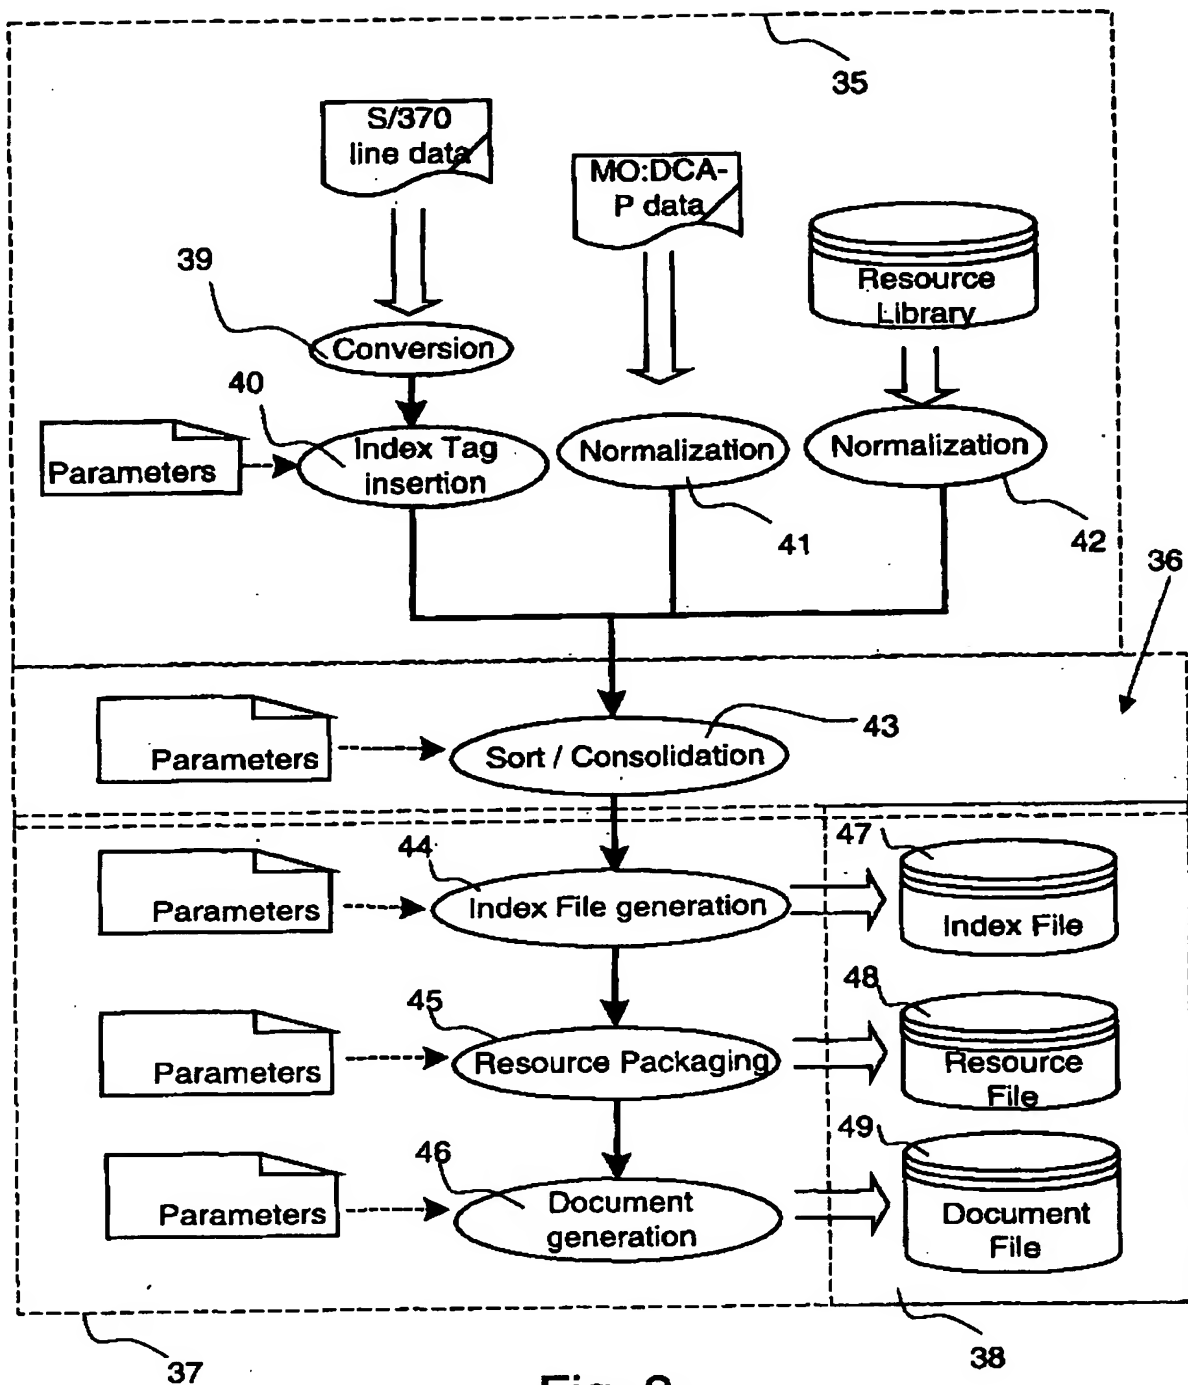 35
S/370
line data
MO:DCA-
P data
Resource
Library
39
Conversion
40
Parameters
Index Tag
insertion
Normalization
Normalization
41
42
36
Parameters
Sort / Consolidation
43
Parameters
44
Index File generation
47
Index File
Parameters
45
Resource Packaging
48
Resource
File
Parameters
46
Document
generation
49
Document
File
37
38